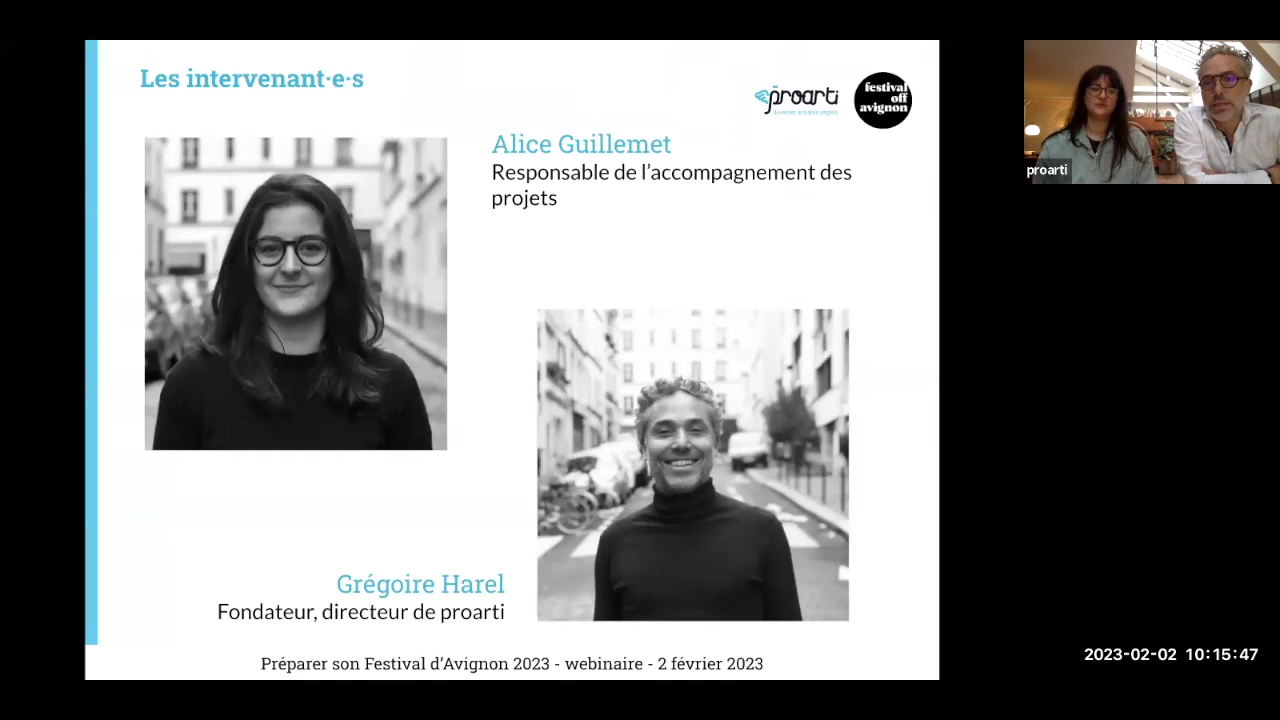 Les intervenant·e·s
proarti
festival
off
avignon
Alice Guillemet
Responsable de l'accompagnement des
projets
Grégoire Harel
Fondateur, directeur de proarti
Préparer son Festival d'Avignon 2023 - webinaire - 2 février 2023
proarti
2023-02-02 10:15:47